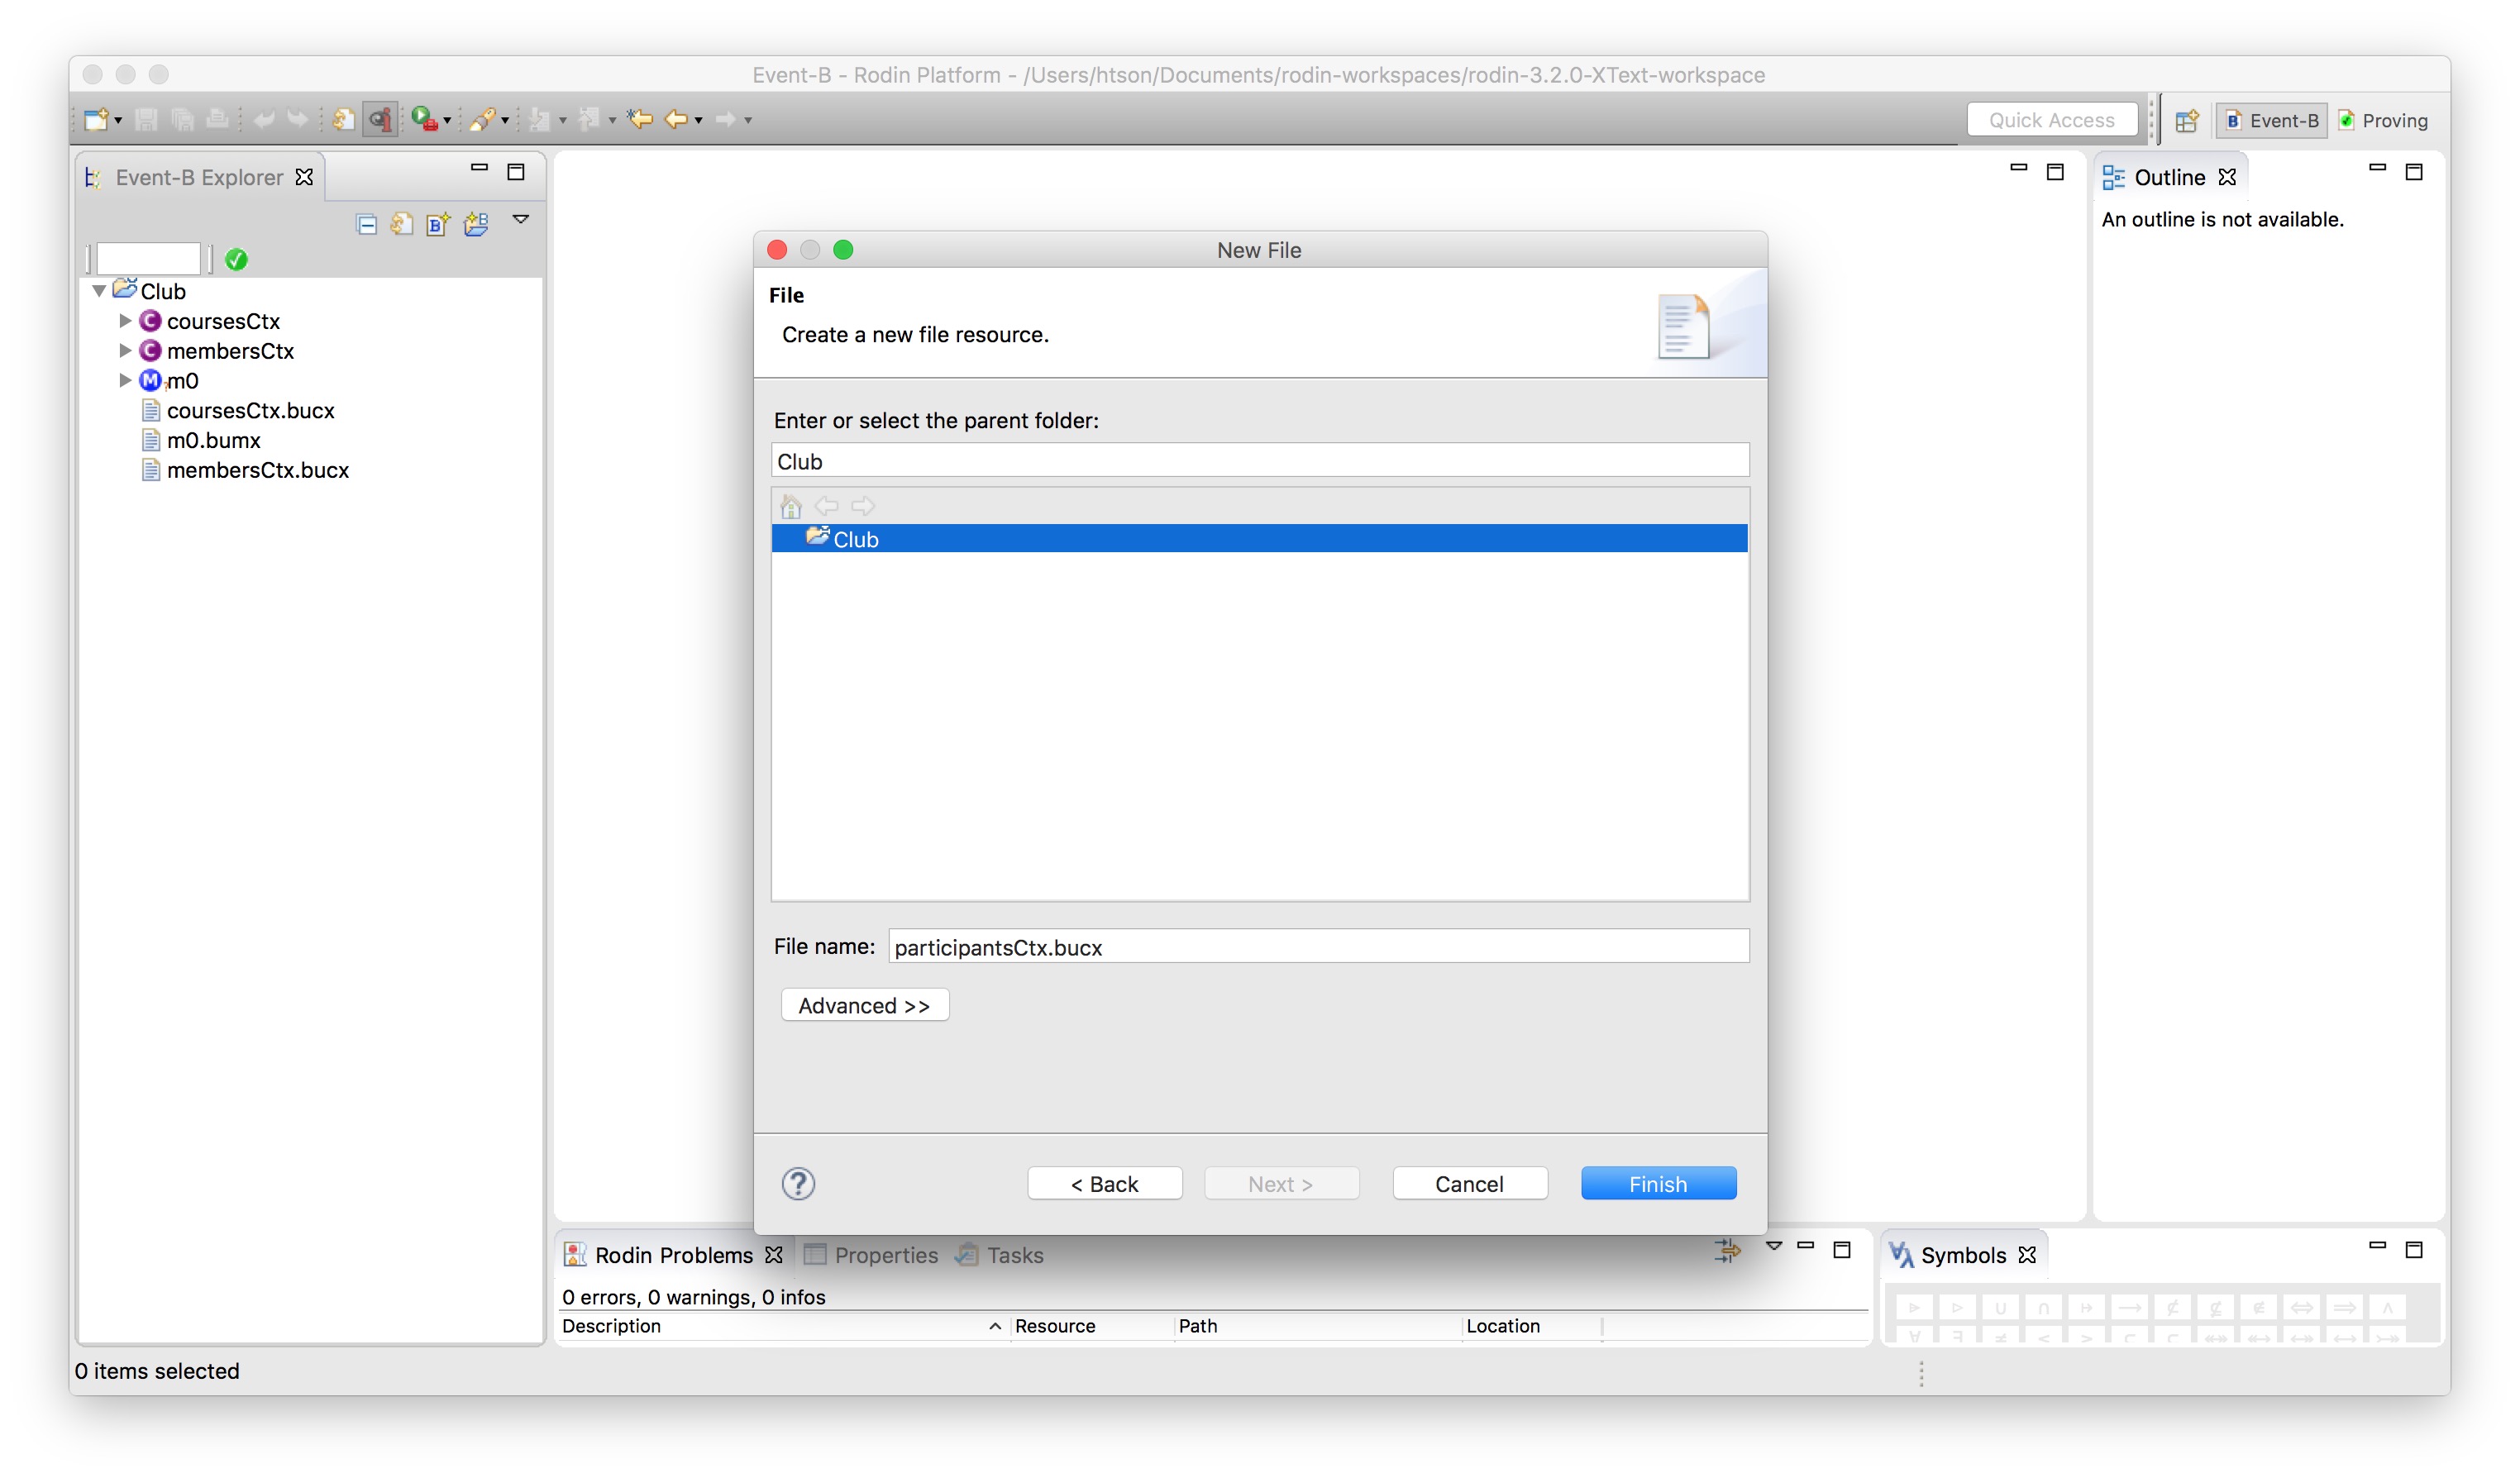 Event-B - Rodin Platform - /Users/htson/Documents/rodin-workspaces/rodin-3.2.0-XText-workspace
Quick Access
Event-B
Proving
Event-B Explorer
Club
coursesCtx
membersCtx
m0
coursesCtx.bucx
m0.bumx
membersCtx.bucx
Outline
An outline is not available.
New File
File
Create a new file resource.
Enter or select the parent folder:
Club
Club
File name: participantsCtx.bucx
Advanced >>
< Back Next > Cancel Finish
Rodin Problems Properties Tasks
0 errors, 0 warnings, 0 infos
Description Resource Path Location
Symbols
0 items selected